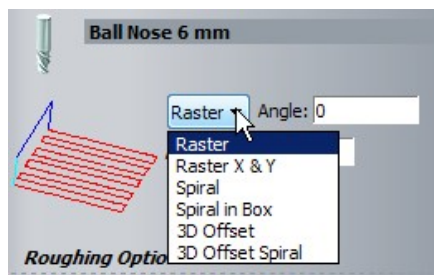 Ball Nose 6 mm
Raster Angle: 0
Raster
Raster X & Y
Spiral
Spiral in Box
3D Offset
3D Offset Spiral
Roughing Optio